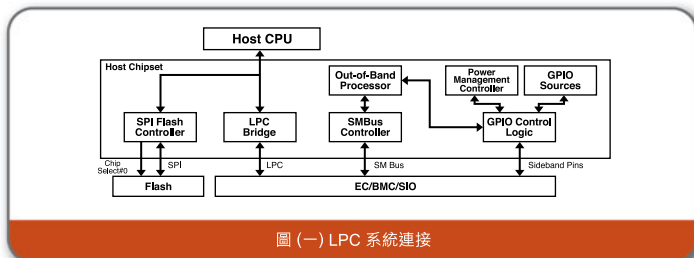 Host CPU
Host Chipset
Out-of-Band
Processor
Power
Management
Controller
GPIO
Sources
SPI Flash
Controller
LPC
Bridge
SMBus
Controller
GPIO Control
Logic
Chip
Select#0
SPI
LPC
SM Bus
Sideband Pins
Flash
EC/BMC/SIO
圖 (一) LPC 系統連接